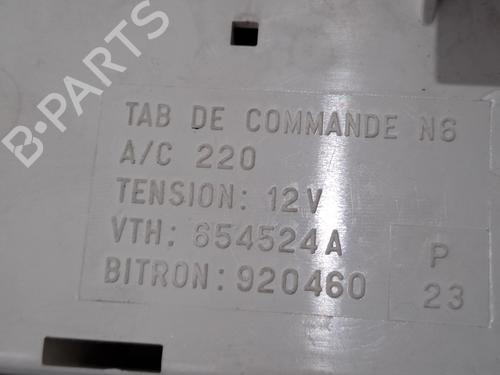 B-PARTS
TAB DE COMMANDE N6
A/C 220
TENSION: 12V
VTH: 654524A
BITRON: 920460
P
23